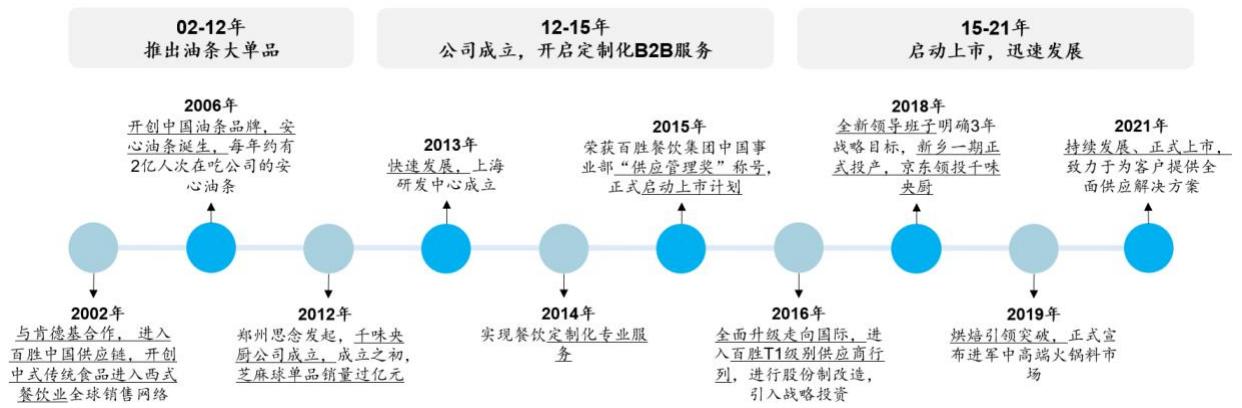 02-12年
推出油条大单品
12-15年
公司成立，开启定制化B2B服务
15-21年
启动上市，迅速发展
2006年
开创中国油条品牌，安
心油条诞生，每年约有
2亿人次在吃公司的安
心油条
2013年
快速发展，上海
研发中心成立
2015年
荣获百胜餐饮集团中国事
业部“供应管理奖”称号，
正式启动上市计划
2018年
全新领导班子明确3年
战略目标，新乡一期正
式投产，京东领投千味
央厨
2021年
持续发展、正式上市，
致力于为客户提供全
面供应解决方案
2002年
与肯德基合作， 进入
百胜中国供应链，开创
中式传统食品进入西式
餐饮业全球销售网络
2012年
郑州思念发起，千味央
厨公司成立，成立之初，
芝麻球单品销量过亿元
2014年
实现餐饮定制化专业服
务
2016年
全面升级走向国际，进
入百胜T1级别供应商行
列，进行股份制改造，
引入战略投资
2019年
烘焙引领突破，正式宣
布进军中高端火锅料市
场